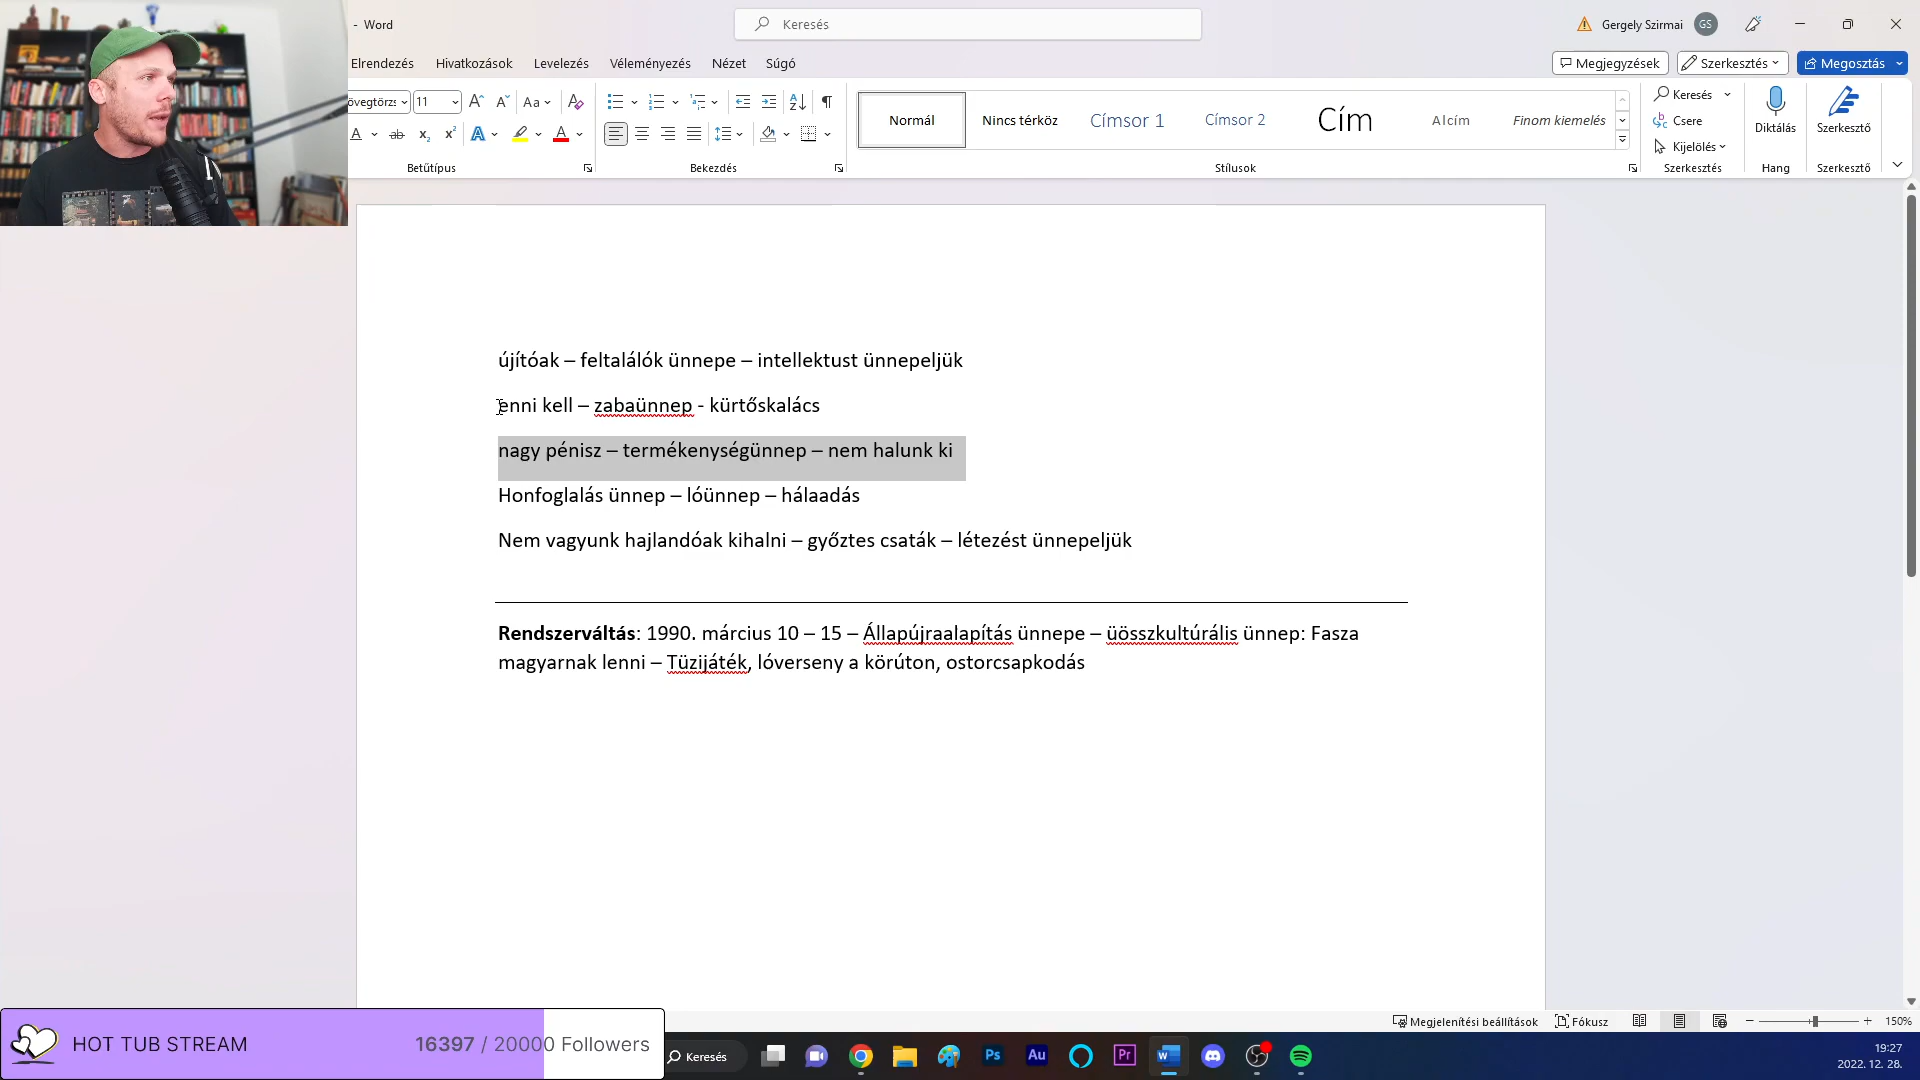 - Word
Keresés
Gergely Szirmai
GS
Elrendezés Hivatkozások Levelezés Véleményezés Nézet Súgó
Megjegyzések
Szerkesztés
Megosztás
11
Aa
Normál
Nincs térköz
Címsor 1
Címsor 2
Cím
Alcím
Finom kiemelés
Keresés
Csere
Kijelölés
Diktálás
Szerkesztő
Betűtípus
Bekezdés
Stílusok
Szerkesztés
Hang
Szerkesztő
újítóak – feltalálók ünnepe – intellektust ünnepeljük
enni kell – zabaünnep - kürtőskalács
nagy pénisz – termékenységünnep – nem halunk ki
Honfoglalás ünnep – lóünnep – hálaadás
Nem vagyunk hajlandóak kihalni – győztes csaták – létezést ünnepeljük
Rendszerváltás: 1990. március 10 – 15 – Állapújraalapítás ünnepe – üösszkultúrális ünnep: Fasza
magyarnak lenni – Tüzijáték, lóverseny a körúton, ostorcsapkodás
Megjelenítési beállítások
Fókusz
150%
HOT TUB STREAM
16397 / 20000 Followers
Keresés
Ps
Au
Pr
W
19:27
2022. 12. 28.